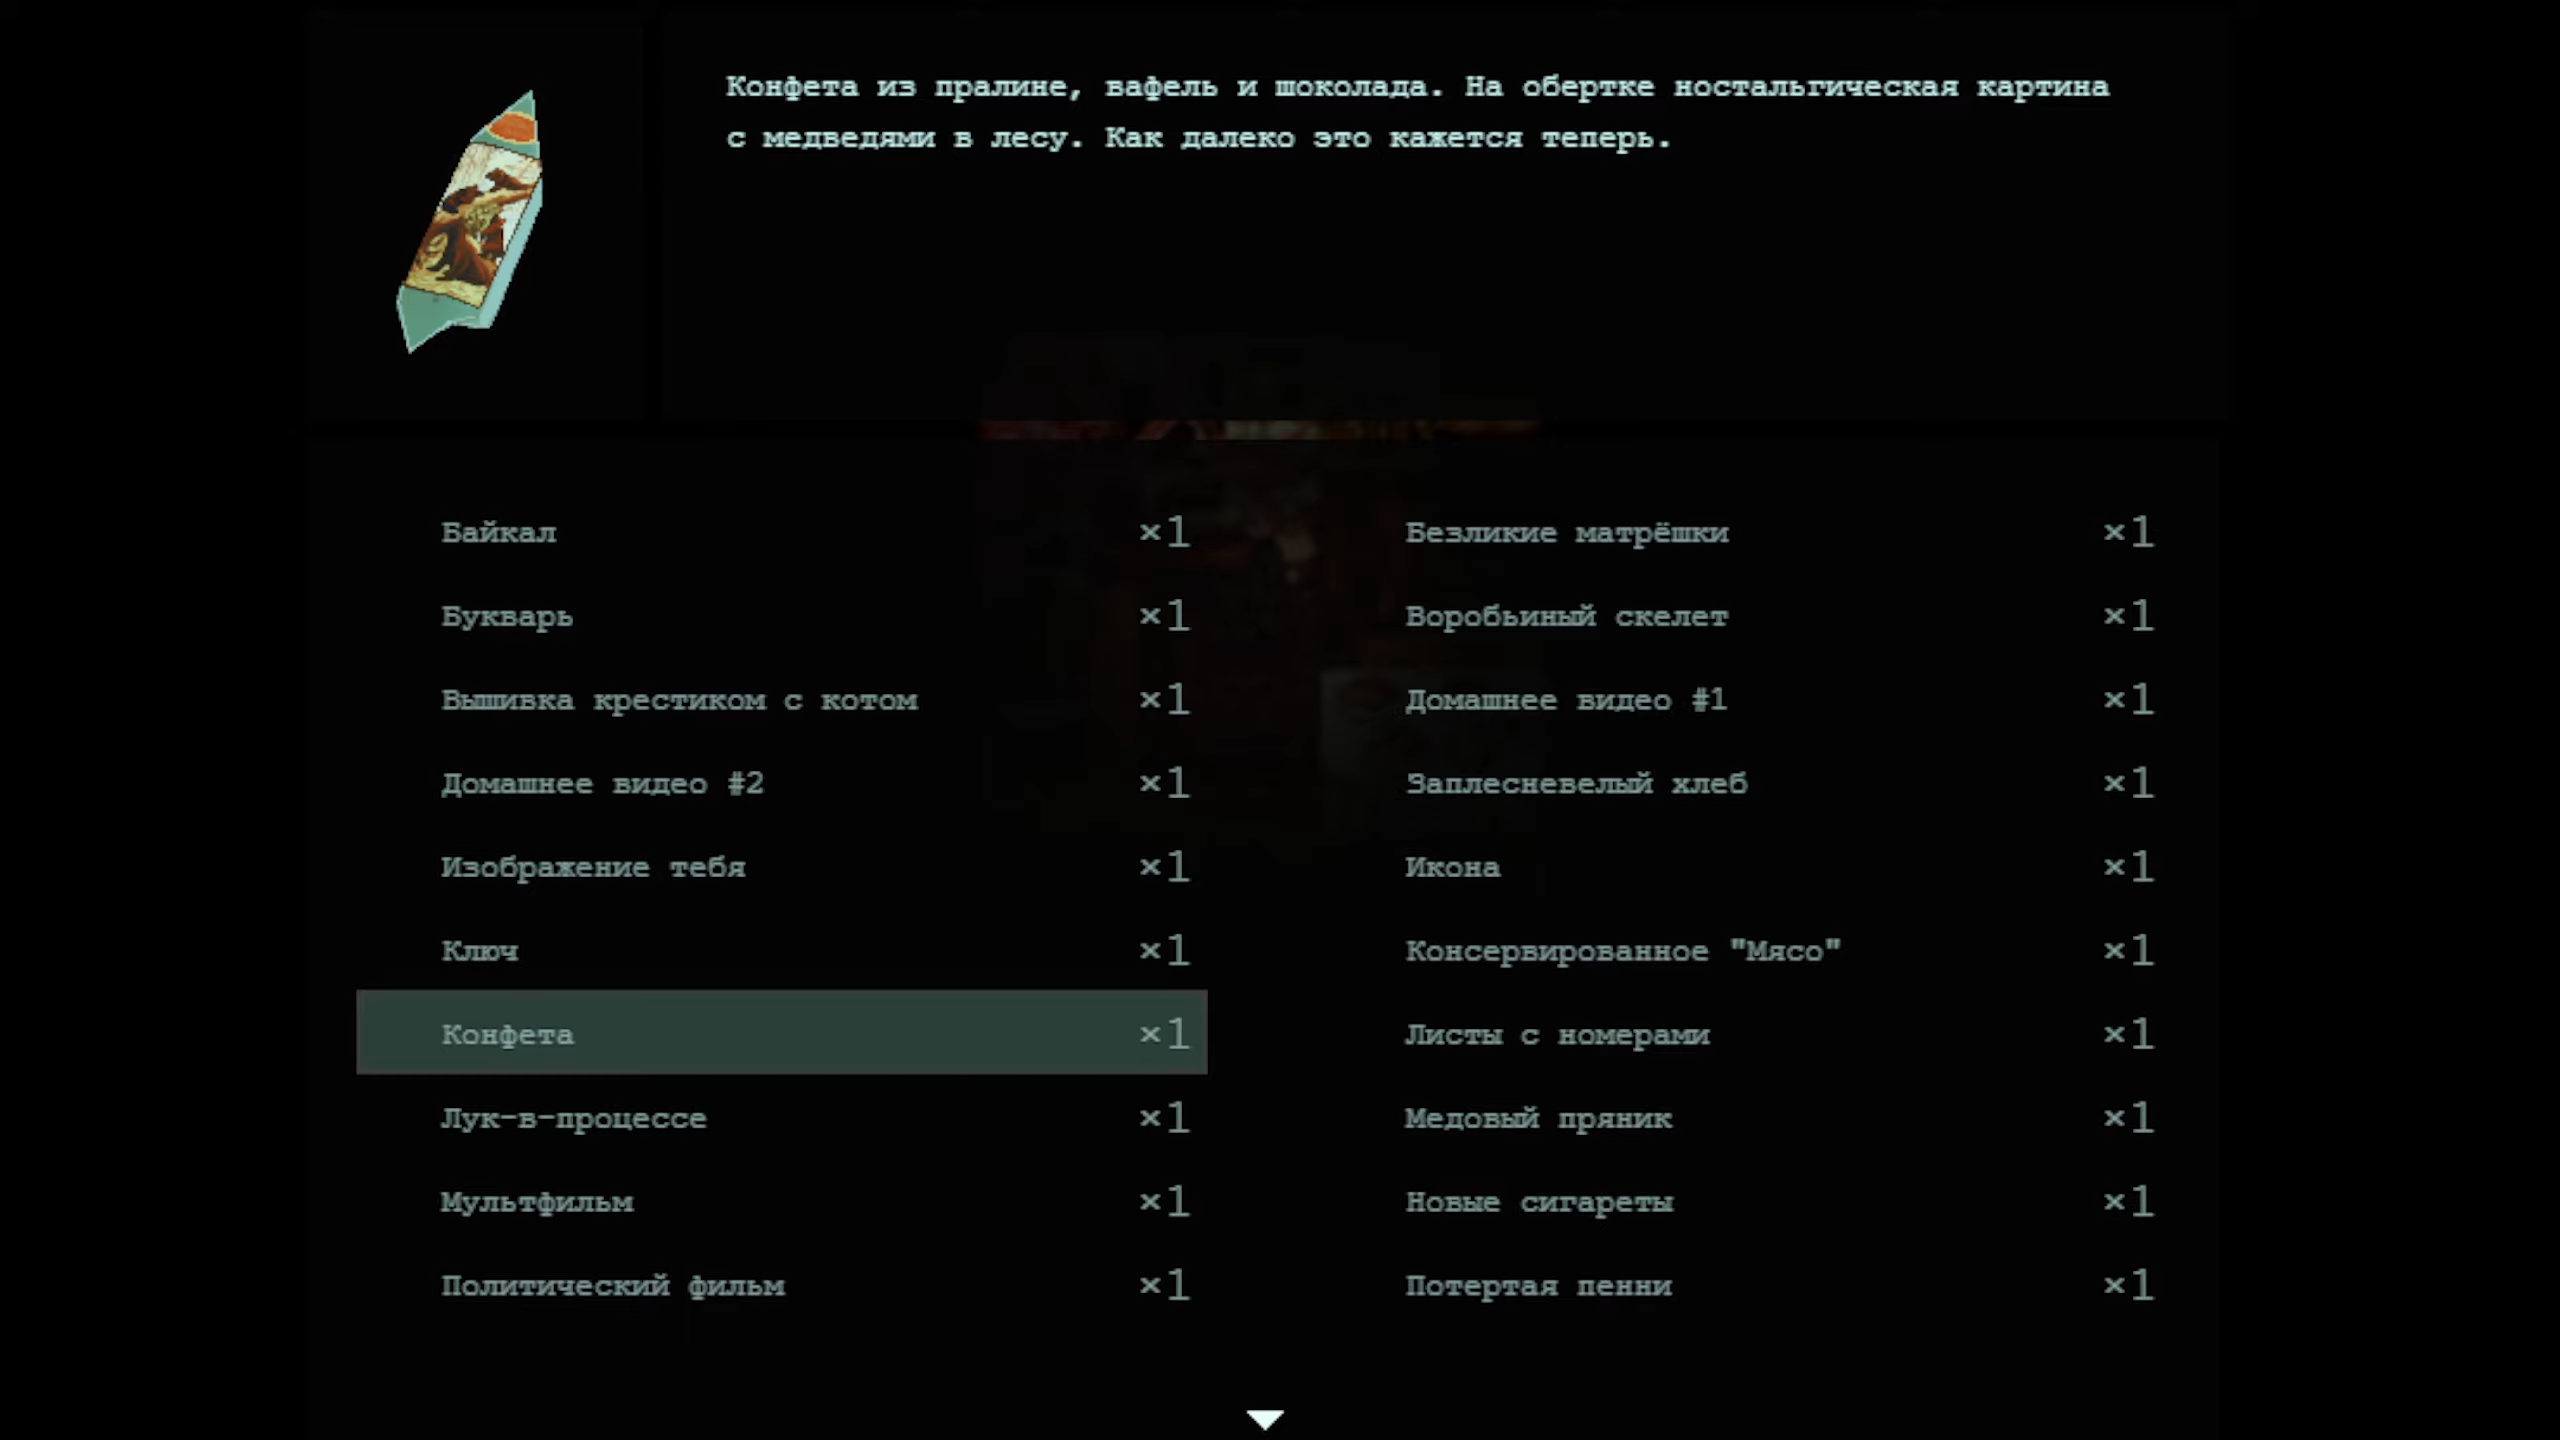 Конфета из пралине, вафель и шоколада. На обертке ностальгическая картина
с медведями в лесу. Как далеко это кажется теперь.
Байкал ×1 Безликие матрёшки ×1
Букварь ×1 Воробьиный скелет ×1
Вышивка крестиком с котом ×1 Домашнее видео #1 ×1
Домашнее видео #2 ×1 Заплесневелый хлеб ×1
Изображение тебя ×1 Икона ×1
Ключ ×1 Консервированное "Мясо" ×1
Конфета ×1 Листы с номерами ×1
Лук-в-процессе ×1 Медовый пряник ×1
Мультфильм ×1 Новые сигареты ×1
Политический фильм ×1 Потертая пенни ×1